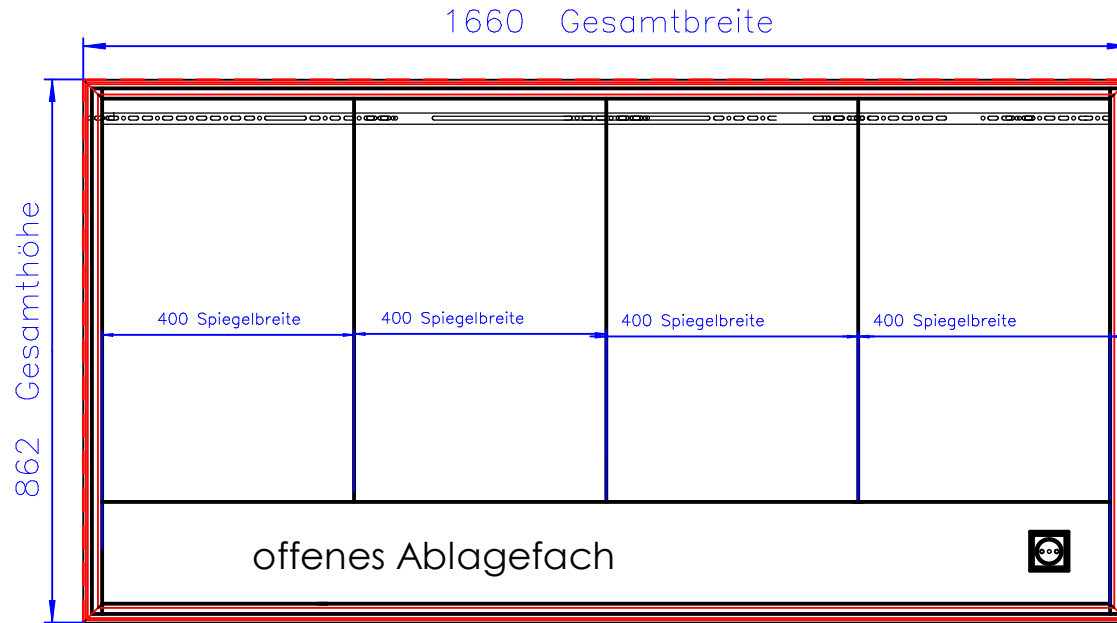 1660 Gesamtbreite
862 Gesamthöhe
400 Spiegelbreite
400 Spiegelbreite
400 Spiegelbreite
400 Spiegelbreite
offenes Ablagefach